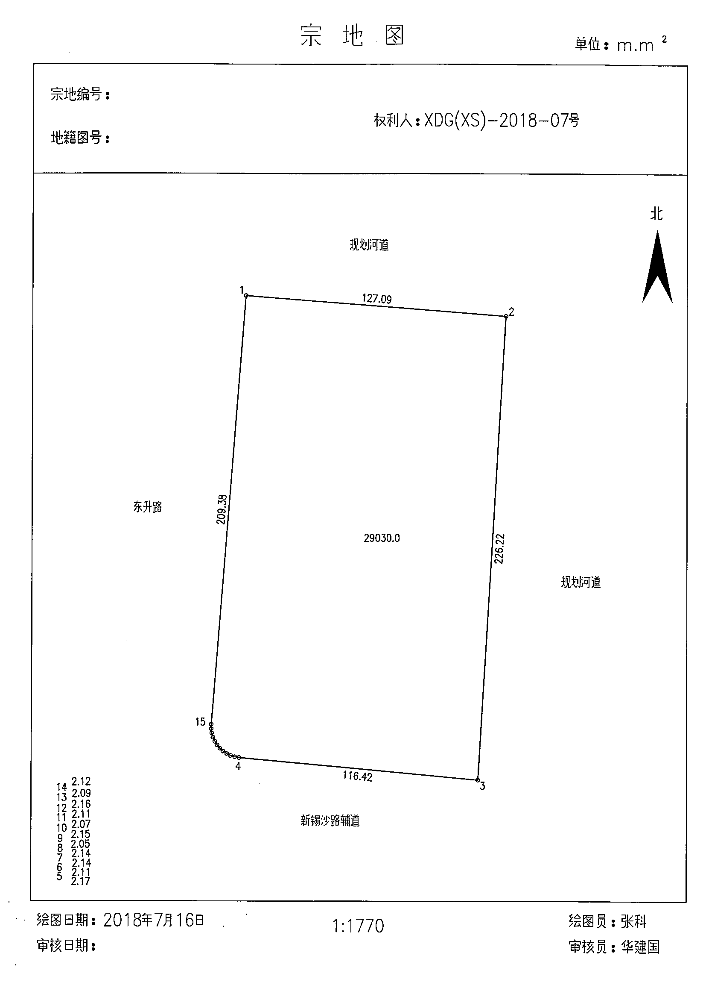 宗地图
单位：m.m²
宗地编号：
权利人：XDG(XS)-2018-07号
地籍图号：
北
规划河道
1
127.09
2
东升路
209.38
29030.0
226.22
规划河道
15
4
116.42
3
新锡沙路辅道
2.12
14
2.09
13
2.16
12
2.11
11
2.07
10
2.15
9
2.05
8
2.14
7
2.14
6
2.11
5
2.17
绘图日期：2018年7月16日
1:1770
绘图员：张科
审核日期：
审核员：华建国